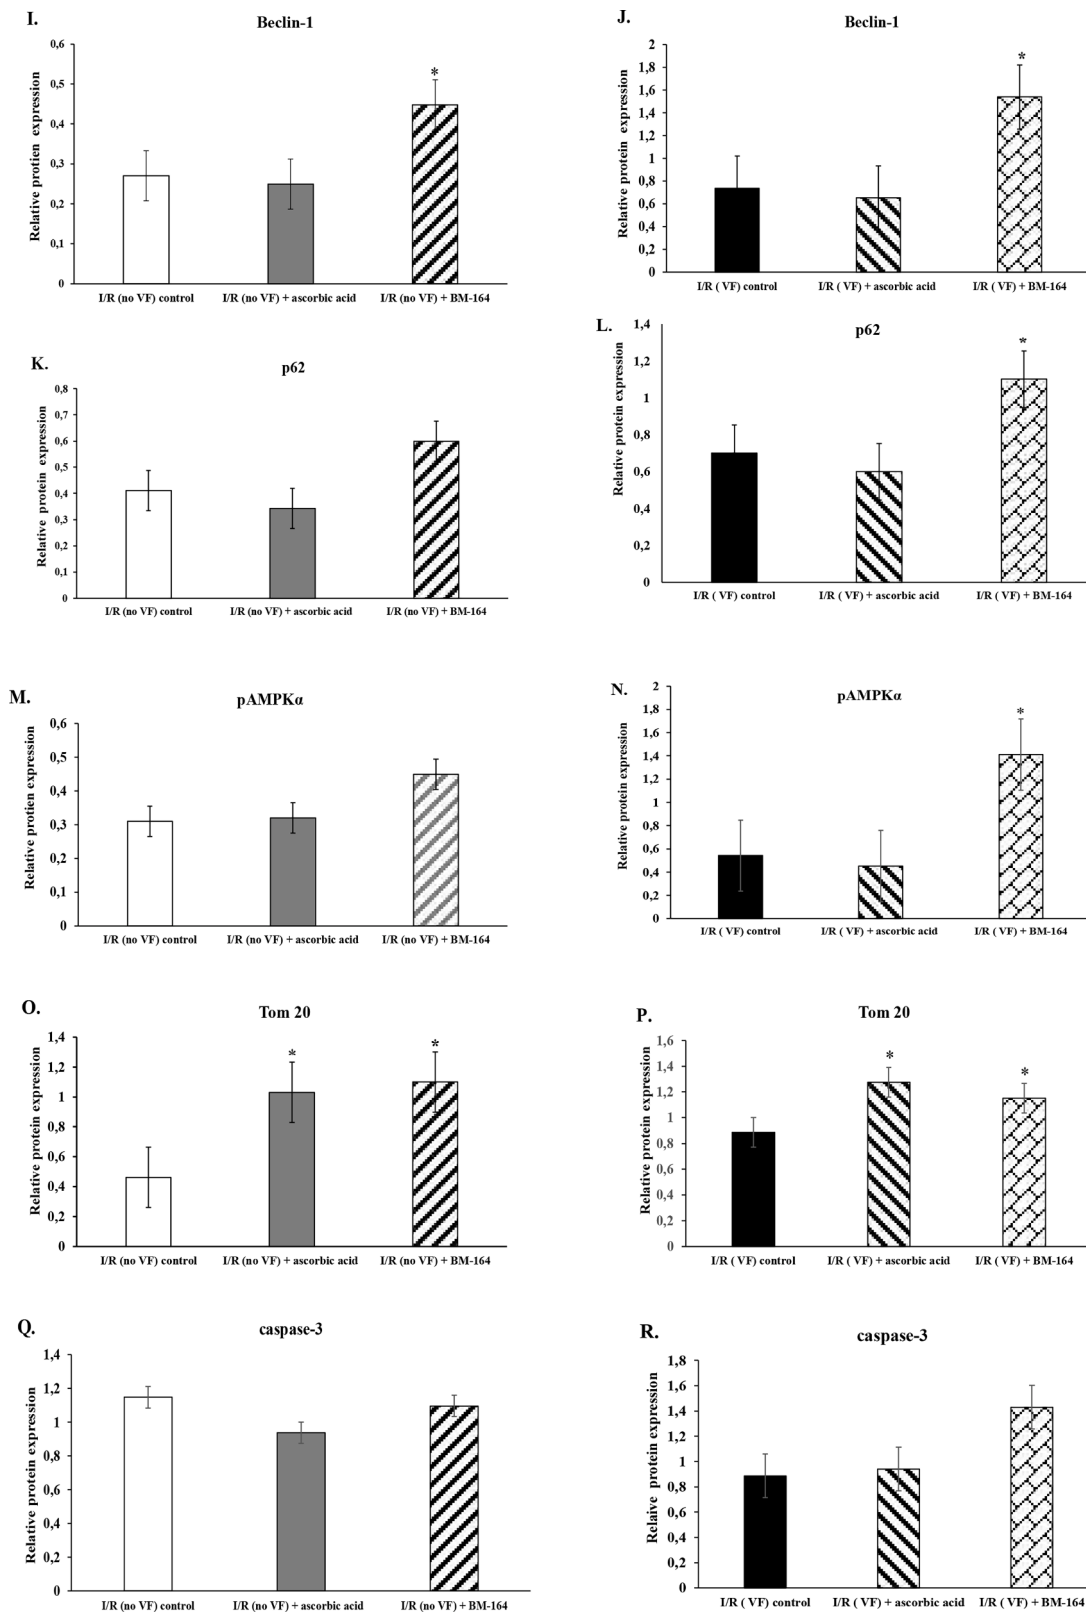 I.
Beclin-1
Relative protien expression
0,6
0,5
0,4
0,3
0,2
0,1
0
I/R (no VF) control
I/R (no VF) + ascorbic acid
I/R (no VF) + BM-164
*
J.
Beclin-1
Relative protein expression
2
1,8
1,6
1,4
1,2
1
0,8
0,6
0,4
0,2
0
I/R ( VF) control
I/R ( VF) + ascorbic acid
I/R ( VF) + BM-164
*
K.
p62
Relative protein expression
0,8
0,7
0,6
0,5
0,4
0,3
0,2
0,1
0
I/R (no VF) control
I/R (no VF) + ascorbic acid
I/R (no VF) + BM-164
L.
p62
Relative protein expression
1,4
1,2
1
0,8
0,6
0,4
0,2
0
I/R ( VF) control
I/R ( VF) + ascorbic acid
I/R ( VF) + BM-164
*
M.
pAMPKα
Relative protien expression
0,6
0,5
0,4
0,3
0,2
0,1
0
I/R (no VF) control
I/R (no VF) + ascorbic acid
I/R (no VF) + BM-164
N.
pAMPKα
Relative protein expression
2
1,8
1,6
1,4
1,2
1
0,8
0,6
0,4
0,2
0
I/R ( VF) control
I/R ( VF) + ascorbic acid
I/R ( VF) + BM-164
*
O.
Tom 20
Relative protein expression
1,4
1,2
1
0,8
0,6
0,4
0,2
0
I/R (no VF) control
I/R (no VF) + ascorbic acid
I/R (no VF) + BM-164
*
*
P.
Tom 20
Relative protein expression
1,6
1,4
1,2
1
0,8
0,6
0,4
0,2
0
I/R ( VF) control
I/R ( VF) + ascorbic acid
I/R ( VF) + BM-164
*
*
Q.
caspase-3
Relative protein expression
1,4
1,2
1
0,8
0,6
0,4
0,2
0
I/R (no VF) control
I/R (no VF) + ascorbic acid
I/R (no VF) + BM-164
R.
caspase-3
Relaive protein expression
1,8
1,6
1,4
1,2
1
0,8
0,6
0,4
0,2
0
I/R ( VF) control
I/R ( VF) + ascorbic acid
I/R ( VF) + BM-164